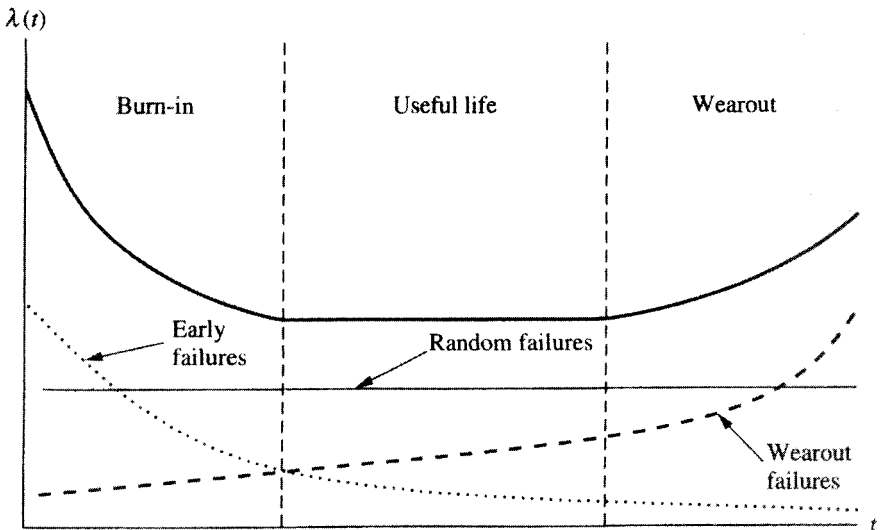 λ(t)
Burn-in
Useful life
Wearout
Early
failures
Random failures
Wearout
failures
t